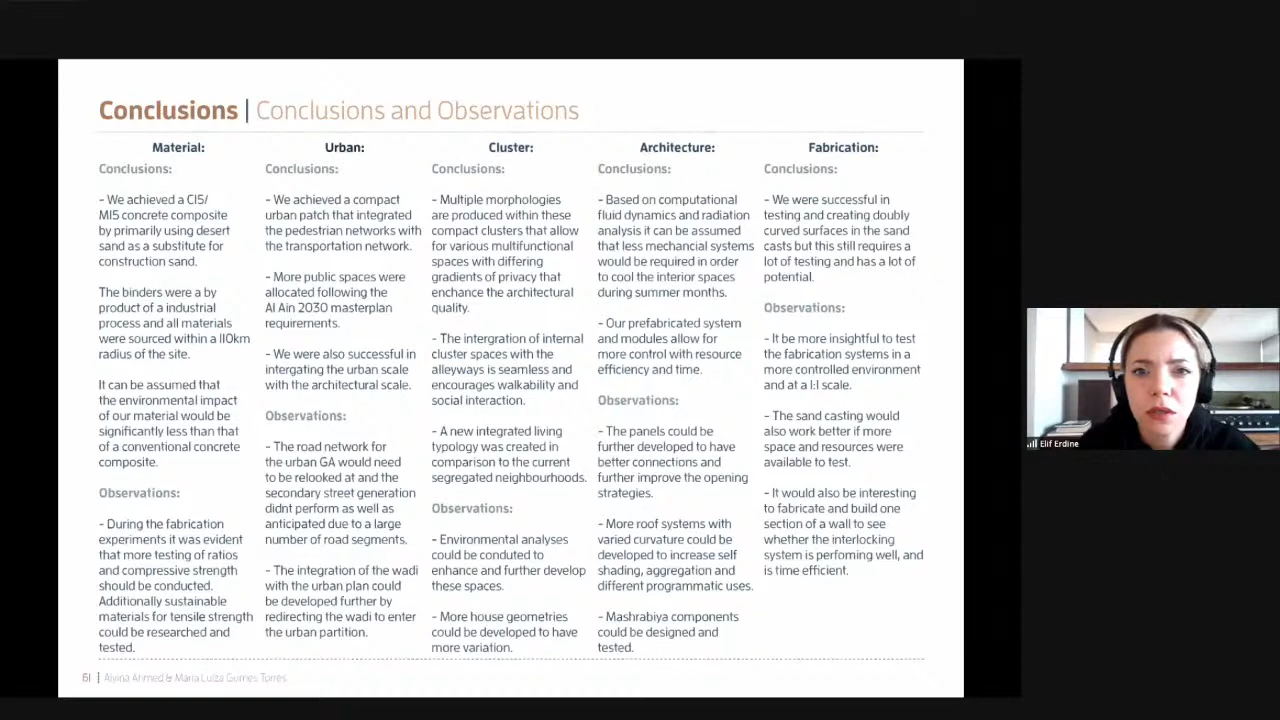 Conclusions | Conclusions and Observations
Material:
Conclusions:
- We achieved a C15/
M15 concrete composite
by primarily using desert
sand as a substitute for
construction sand.
The binders were a by
product of a industrial
process and all materials
were sourced within a 110km
radius of the site.
It can be assumed that
the environmental impact
of our material would be
significantly less than that
of a conventional concrete
composite.
Observations:
- During the fabrication
experiments it was evident
that more testing of ratios
and compressive strength
should be conducted.
Additionally sustainable
materials for tensile strength
could be researched and
tested.
Urban:
Conclusions:
- We achieved a compact
urban patch that integrated
the pedestrian networks with
the transportation network.
- More public spaces were
allocated following the
Al Ain 2030 masterplan
requirements.
- We were also successful in
intergating the urban scale
with the architectural scale.
Observations:
- The road network for
the urban GA would need
to be relooked at and the
secondary street generation
didnt perform as well as
anticipated due to a large
number of road segments.
- The integration of the wadi
with the urban plan could
be developed further by
redirecting the wadi to enter
the urban partition.
Cluster:
Conclusions:
- Multiple morphologies
are produced within these
compact clusters that allow
for various multifunctional
spaces with differing
gradients of privacy that
enchance the architectural
quality.
- The intergration of internal
cluster spaces with the
alleyways is seamless and
encourages walkability and
social interaction.
- A new integrated living
typology was created in
comparison to the current
segregated neighbourhoods.
Observations:
- Environmental analyses
could be conduted to
enhance and further develop
these spaces.
- More house geometries
could be developed to have
more variation.
Architecture:
Conclusions:
- Based on computational
fluid dynamics and radiation
analysis it can be assumed
that less mechancial systems
would be required in order
to cool the interior spaces
during summer months.
- Our prefabricated system
and modules allow for
more control with resource
efficiency and time.
Observations:
- The panels could be
further developed to have
better connections and
further improve the opening
strategies.
- More roof systems with
varied curvature could be
developed to increase self
shading, aggregation and
different programmatic uses.
- Mashrabiya components
could be designed and
tested.
Fabrication:
Conclusions:
- We were successful in
testing and creating doubly
curved surfaces in the sand
casts but this still requires a
lot of testing and has a lot of
potential.
Observations:
- It be more insightful to test
the fabrication systems in a
more controlled environment
and at a 1:1 scale.
- The sand casting would
also work better if more
space and resources were
available to test.
- It would also be interesting
to fabricate and build one
section of a wall to see
whether the interlocking
system is perfoming well, and
is time efficient.
61 | Aiyina Ahmed & Maria Luiza Gomes Torres
Elif Erdine